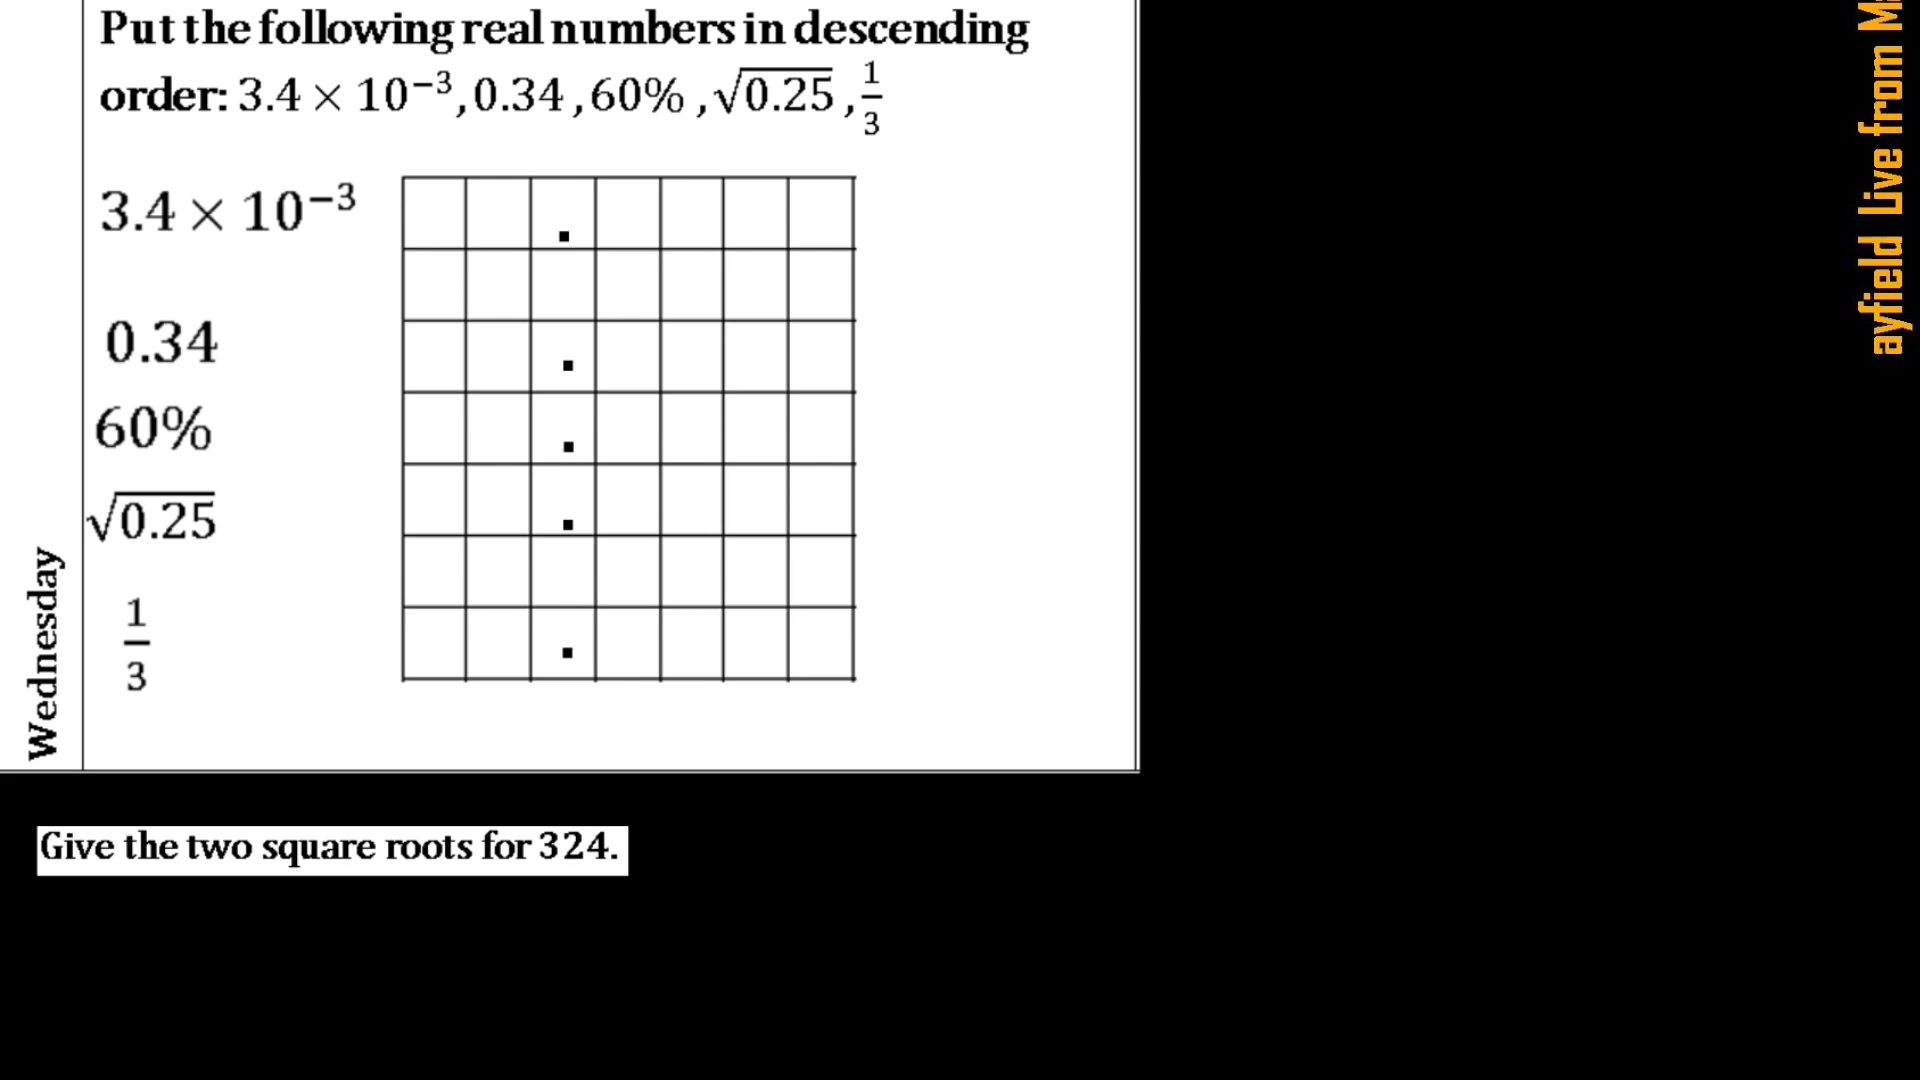 Put the following real numbers in descending
order: 3.4 × 10⁻³, 0.34 , 60% , √0.25 , 1/3
3.4 × 10⁻³
0.34
60%
√0.25
1/3
Wednesday
Give the two square roots for 324.
ayfield Live from M